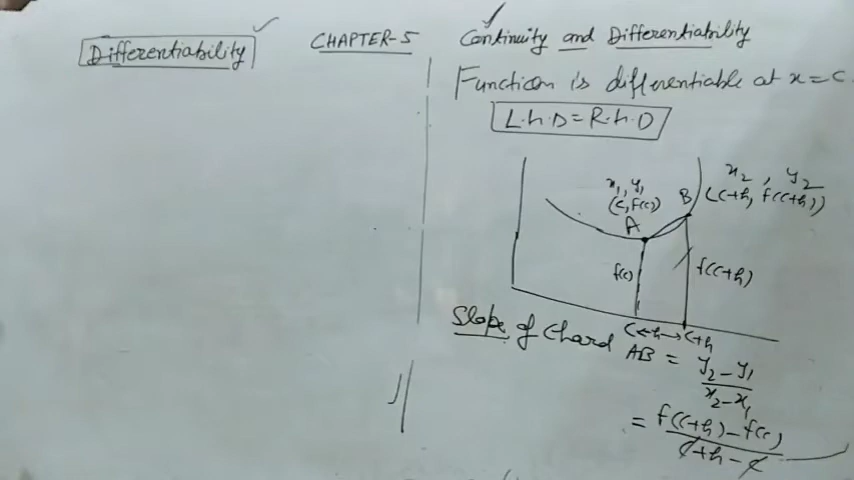 Differentiability
CHAPTER-5
Continuity and Differentiability
Function is differentiable at x = c
L.h.D = R.h.D
x₁, y₁
(c, f(c))
A
x₂, y₂
B
(c+h, f(c+h))
f(c)
f(c+h)
c ←h→ c+h
Slope of Chord AB = y₂ - y₁ / x₂ - x₁
= f(c+h) - f(c) / c+h - c